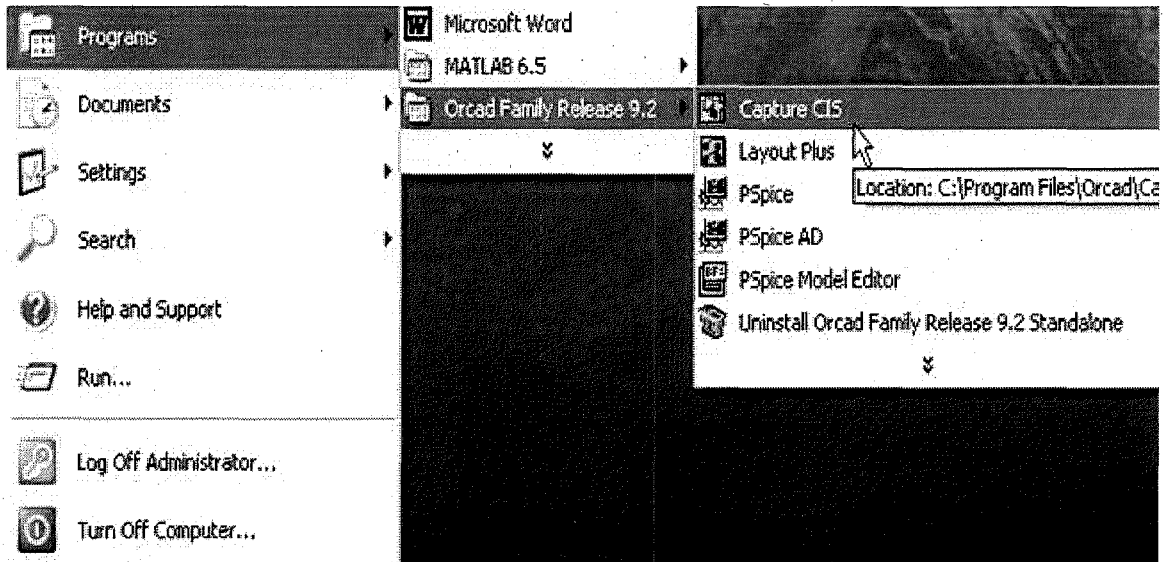 Programs
Documents
Settings
Search
Help and Support
Run...
Log Off Administrator...
Turn Off Computer...
Microsoft Word
MATLAB 6.5
Orcad Family Release 9.2
Capture CIS
Layout Plus
PSpice
PSpice AD
PSpice Model Editor
Uninstall Orcad Family Release 9.2 Standalone
Location: C:\Program Files\Orcad\Ca